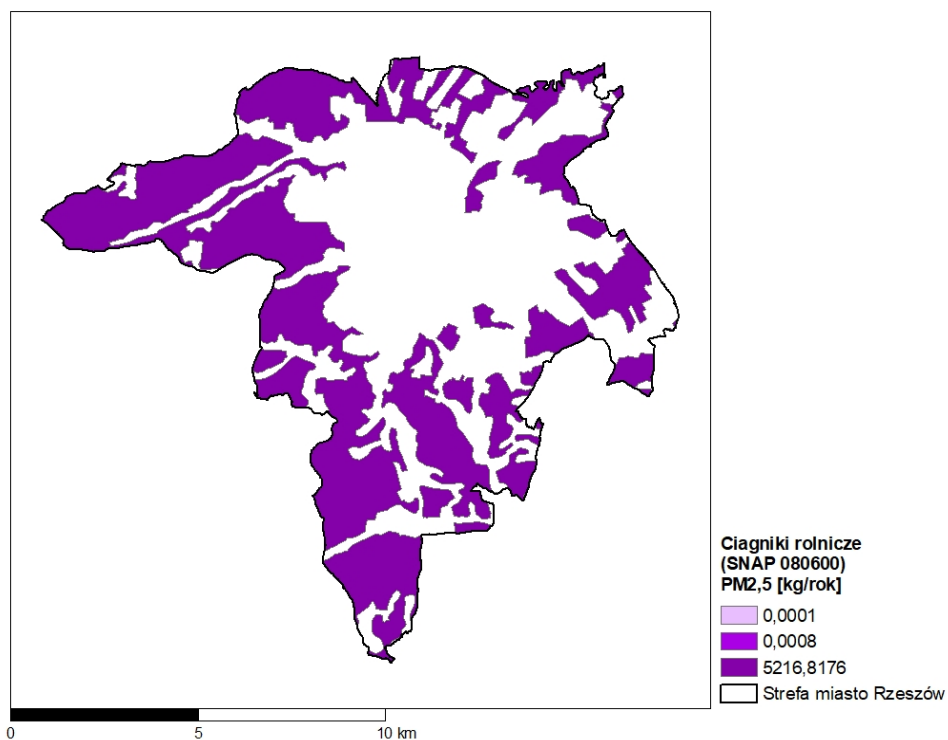 Ciagniki rolnicze
(SNAP 080600)
PM2,5 [kg/rok]
0,0001
0,0008
5216,8176
Strefa miasto Rzeszów
0 5 10 km